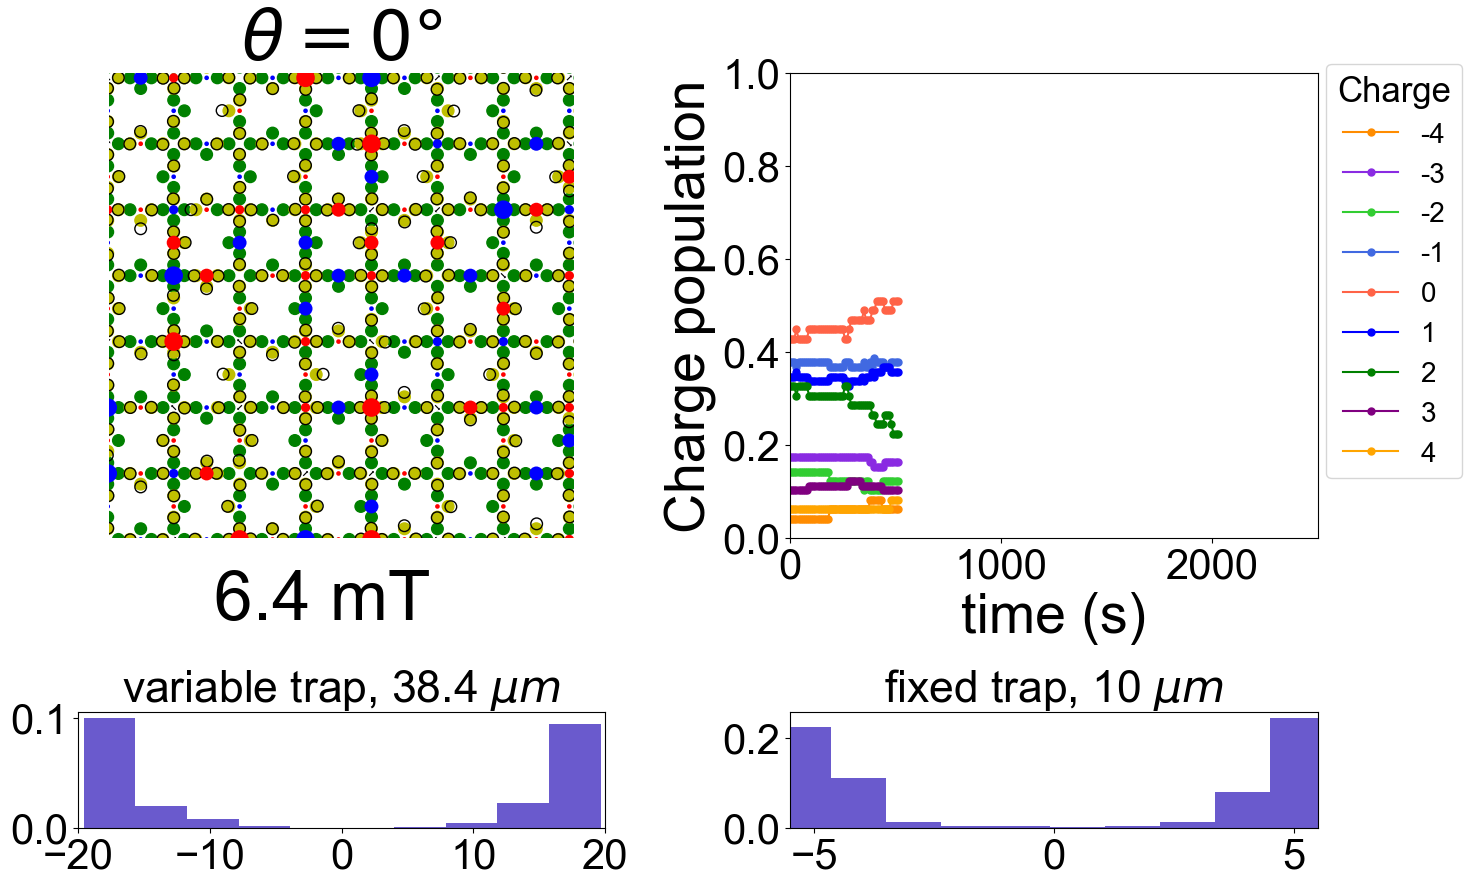 θ = 0°
6.4 mT
Charge population
1.0
0.8
0.6
0.4
0.2
0.0
0 1000 2000
time (s)
Charge
-4
-3
-2
-1
0
1
2
3
4
variable trap, 38.4 μm
0.1
0.0
−20 −10 0 10 20
fixed trap, 10 μm
0.2
0.0
−5 0 5